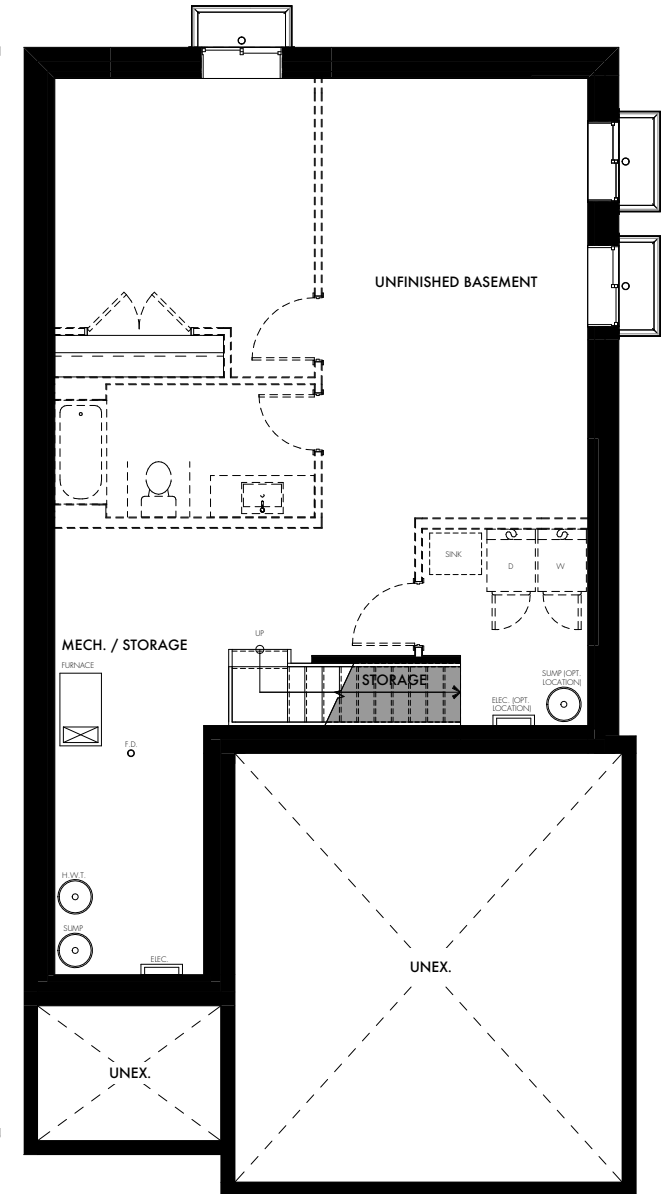 UNFINISHED BASEMENT
SINK
D
W
UP
MECH. / STORAGE
FURNACE
STORAGE
SUMP (OPT.
LOCATION)
ELEC. (OPT.
LOCATION)
F.D.
H.W.T.
SUMP
ELEC.
UNEX.
UNEX.